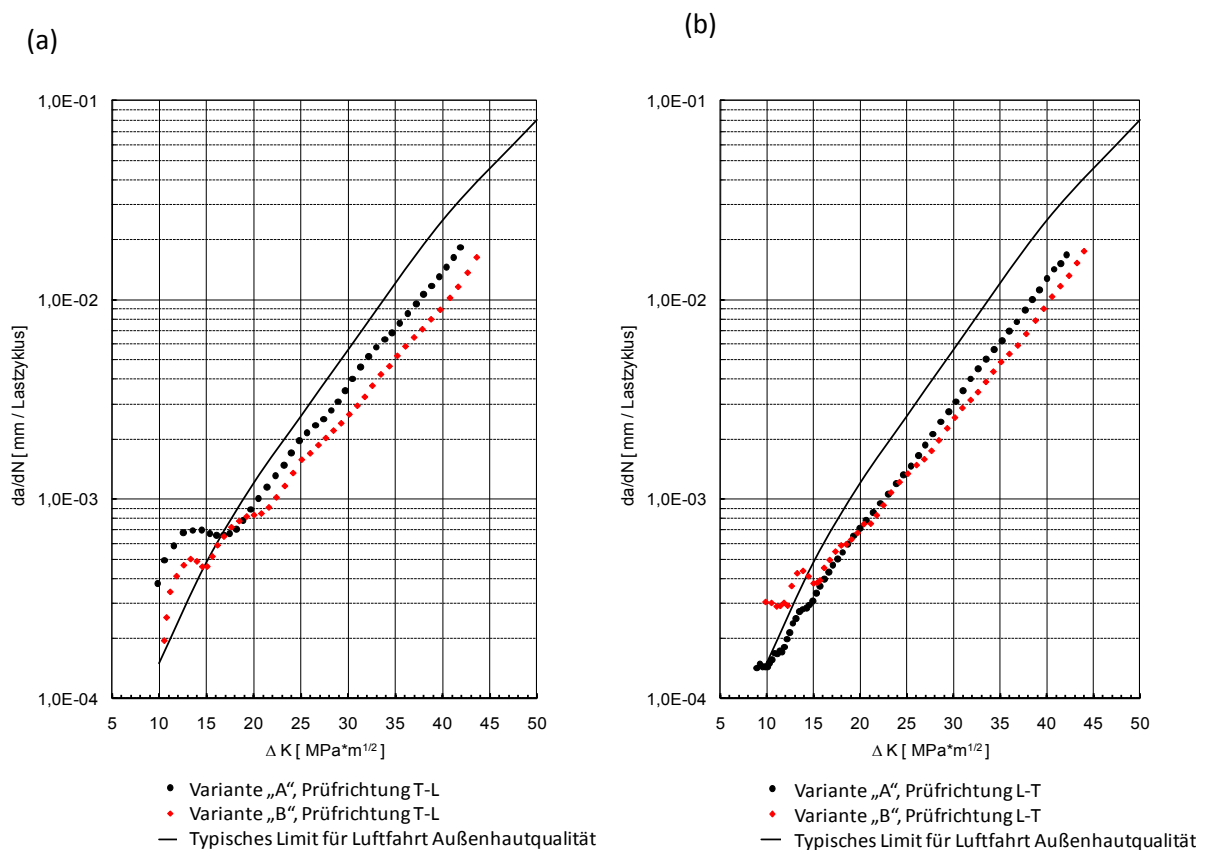 (a)
1,0E-01
1,0E-02
1,0E-03
1,0E-04
da/dN [ mm / Lastzyklus]
5 10 15 20 25 30 35 40 45 50
Δ K [ MPa*m1/2 ]
● Variante „A“, Prüfrichtung T-L
♦ Variante „B“, Prüfrichtung T-L
— Typisches Limit für Luftfahrt Außenhautqualität
(b)
1,0E-01
1,0E-02
1,0E-03
1,0E-04
da/dN [ mm / Lastzyklus]
5 10 15 20 25 30 35 40 45 50
Δ K [ MPa*m1/2 ]
● Variante „A“, Prüfrichtung L-T
♦ Variante „B“, Prüfrichtung L-T
— Typisches Limit für Luftfahrt Außenhautqualität